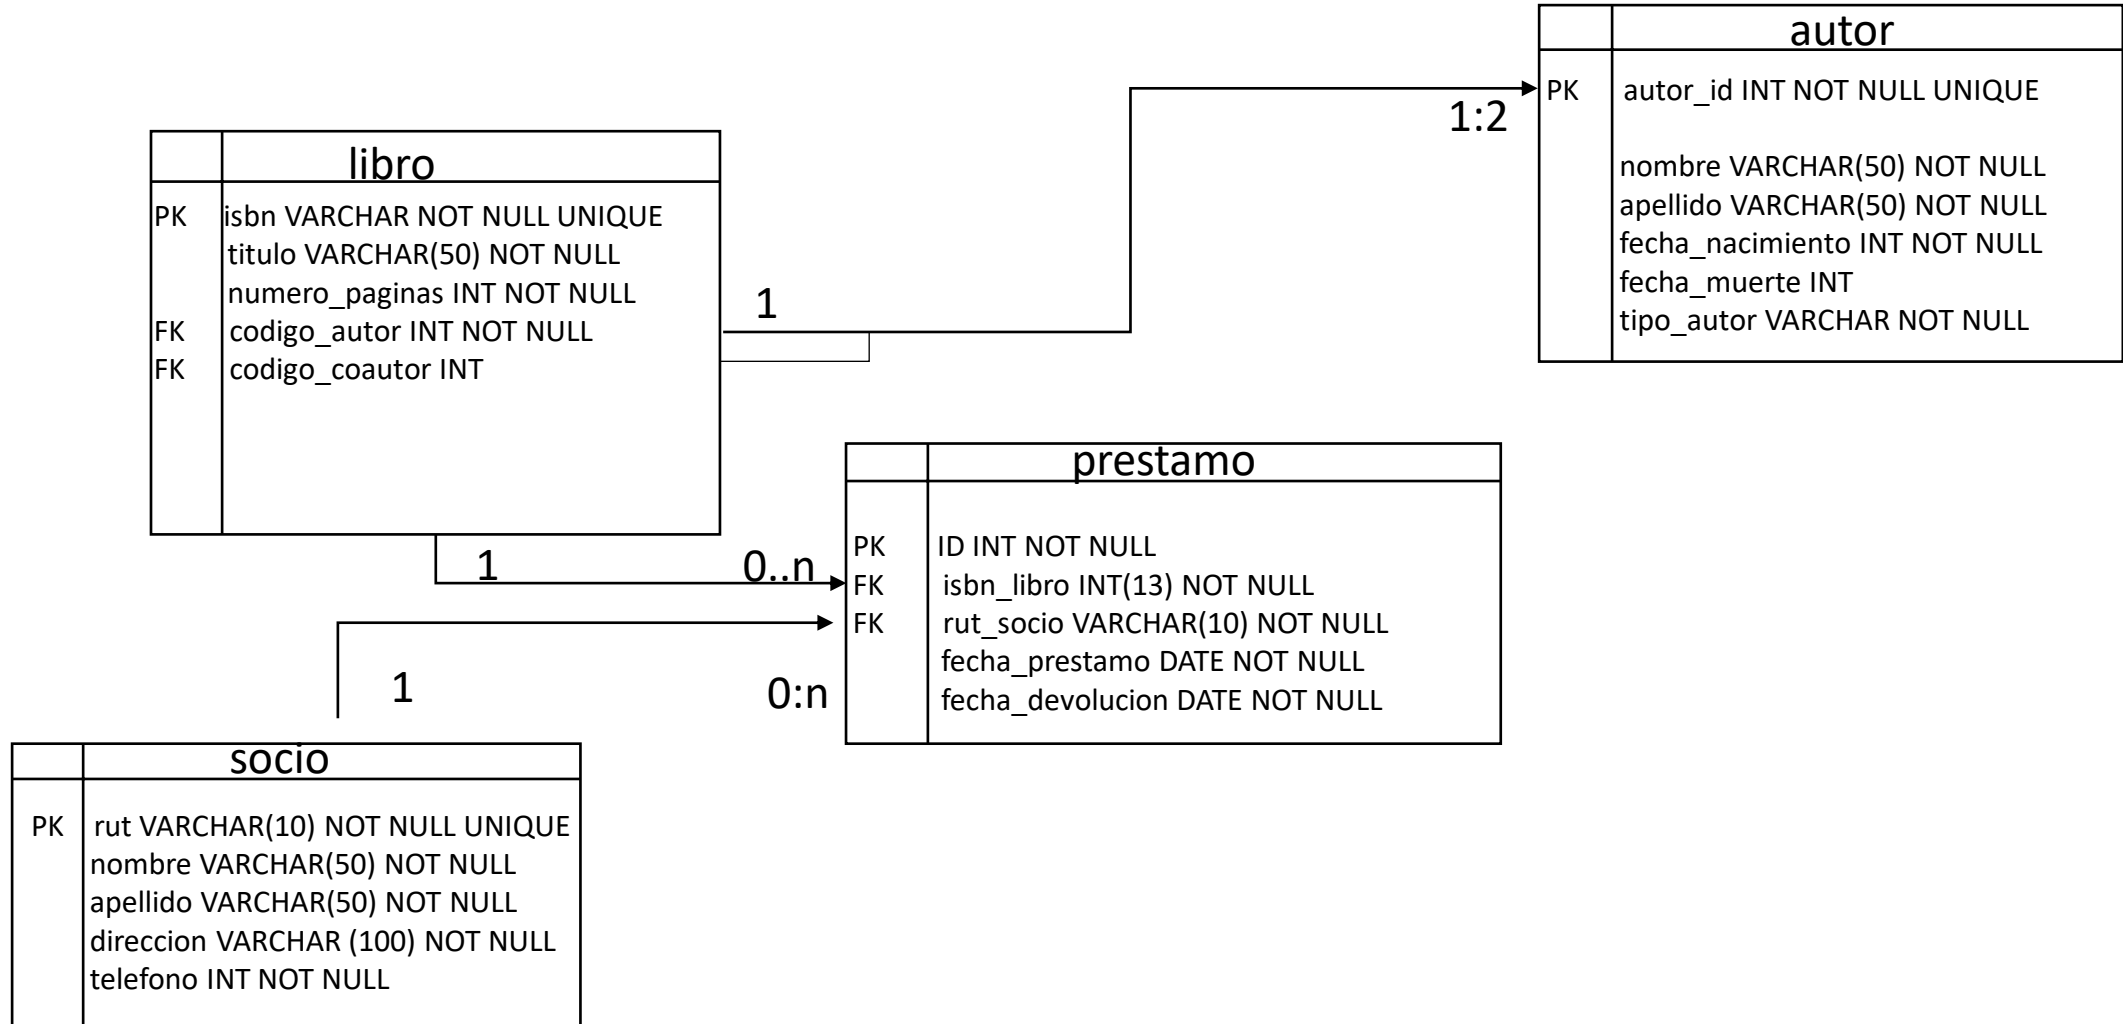 autor
PK autor_id INT NOT NULL UNIQUE
nombre VARCHAR(50) NOT NULL
apellido VARCHAR(50) NOT NULL
fecha_nacimiento INT NOT NULL
fecha_muerte INT
tipo_autor VARCHAR NOT NULL
1:2
libro
PK isbn VARCHAR NOT NULL UNIQUE
titulo VARCHAR(50) NOT NULL
numero_paginas INT NOT NULL
FK codigo_autor INT NOT NULL
FK codigo_coautor INT
1
1
0..n
prestamo
PK ID INT NOT NULL
FK isbn_libro INT(13) NOT NULL
FK rut_socio VARCHAR(10) NOT NULL
fecha_prestamo DATE NOT NULL
fecha_devolucion DATE NOT NULL
1
0:n
socio
PK rut VARCHAR(10) NOT NULL UNIQUE
nombre VARCHAR(50) NOT NULL
apellido VARCHAR(50) NOT NULL
direccion VARCHAR (100) NOT NULL
telefono INT NOT NULL